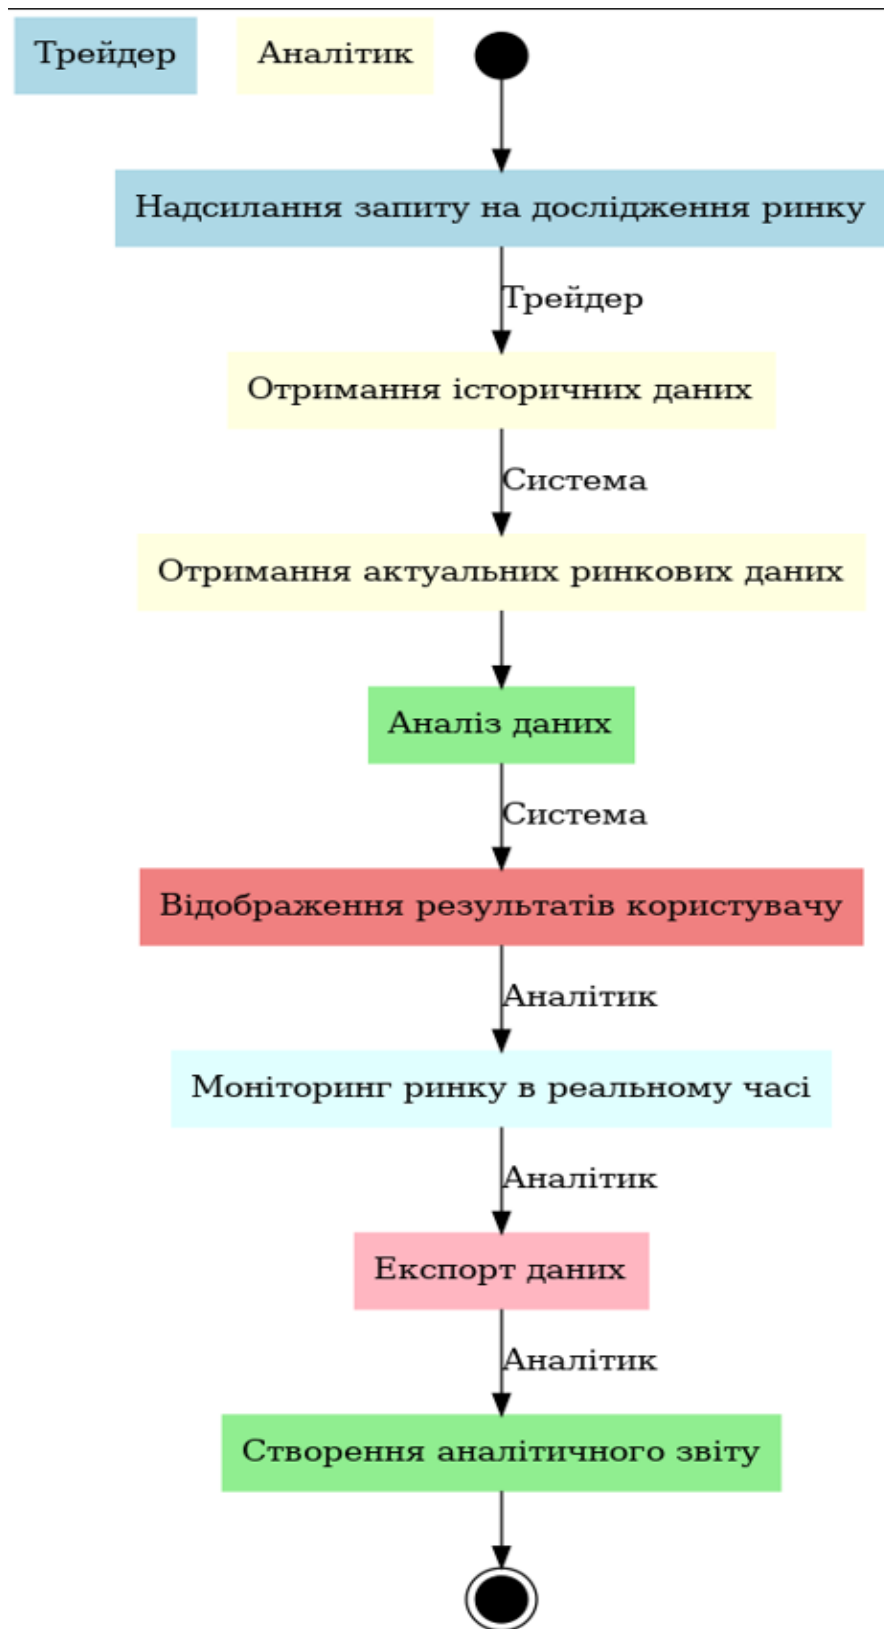 Трейдер
Аналітик
Надсилання запиту на дослідження ринку
Трейдер
Отримання історичних даних
Система
Отримання актуальних ринкових даних
Аналіз даних
Система
Відображення результатів користувачу
Аналітик
Моніторинг ринку в реальному часі
Аналітик
Експорт даних
Аналітик
Створення аналітичного звіту